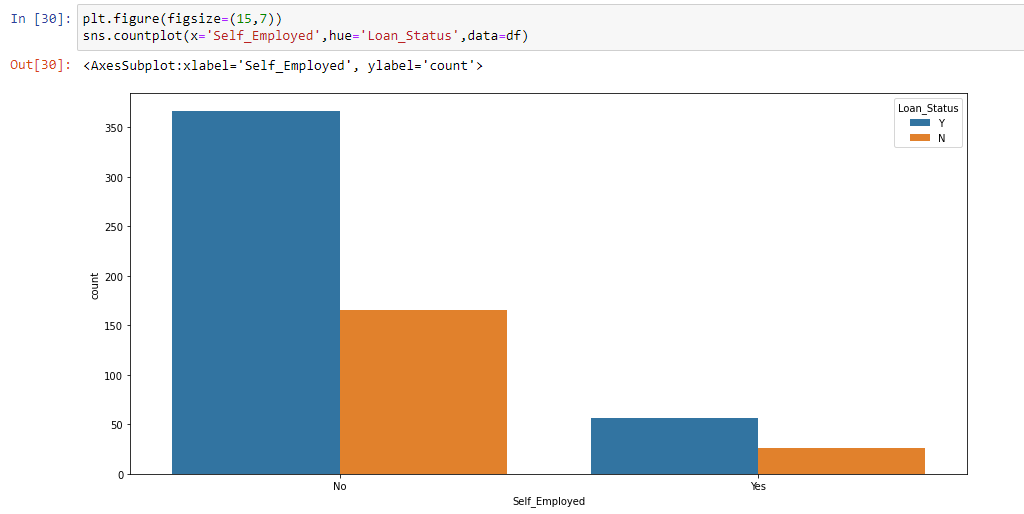 In [30]: plt.figure(figsize=(15,7))
sns.countplot(x='Self_Employed',hue='Loan_Status',data=df)
Out[30]: <AxesSubplot:xlabel='Self_Employed', ylabel='count'>
Loan_Status
Y
N
350
300
250
200
150
100
50
0
count
No Yes
Self_Employed